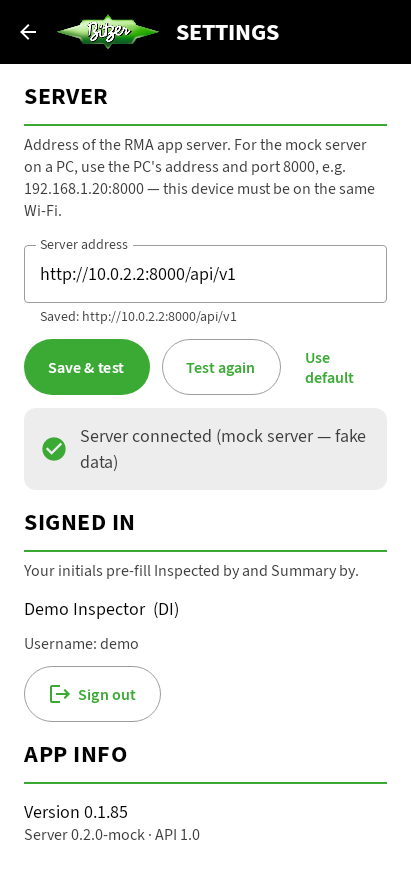 Bitzer
SETTINGS
SERVER
Address of the RMA app server. For the mock server
on a PC, use the PC's address and port 8000, e.g.
192.168.1.20:8000 — this device must be on the same
Wi-Fi.
Server address
http://10.0.2.2:8000/api/v1
Saved: http://10.0.2.2:8000/api/v1
Save & test
Test again
Use
default
Server connected (mock server — fake
data)
SIGNED IN
Your initials pre-fill Inspected by and Summary by.
Demo Inspector (DI)
Username: demo
Sign out
APP INFO
Version 0.1.85
Server 0.2.0-mock · API 1.0